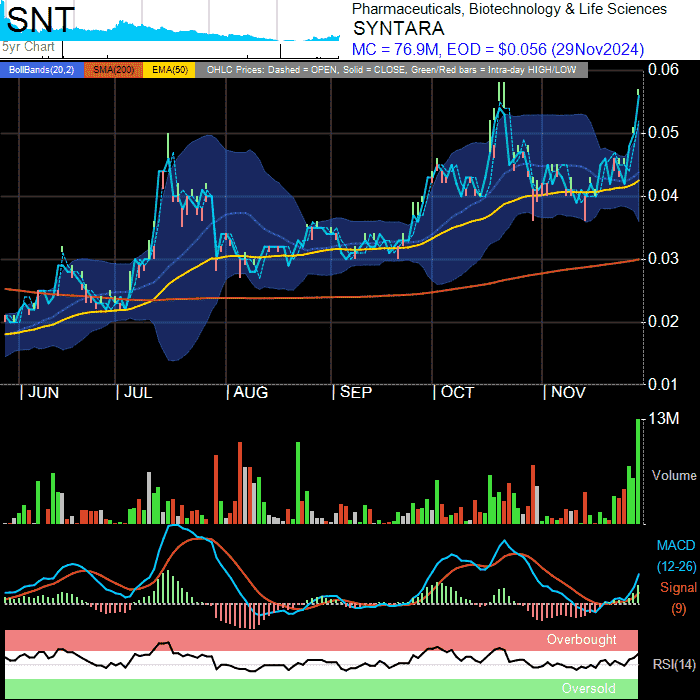 SNT
5yr Chart
Pharmaceuticals, Biotechnology & Life Sciences
SYNTARA
MC = 76.9M, EOD = $0.056 (29Nov2024)
BollBands(20,2) SMA(200) EMA(50) OHLC Prices: Dashed = OPEN, Solid = CLOSE, Green/Red bars = Intra-day HIGH/LOW
0.06
0.05
0.04
0.03
0.02
0.01
JUN JUL AUG SEP OCT NOV
13M
Volume
MACD
(12-26)
Signal
(9)
Overbought
RSI(14)
Oversold